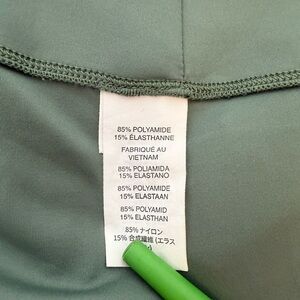 85% POLYAMIDE
15% ÉLASTHANNE
FABRIQUÉ AU
VIETNAM
85% POLIAMIDA
15% ELASTANO
85% POLYAMIDE
15% ELASTAAN
85% POLYAMID
15% ELASTHAN
85% ナイロン
15% 合成繊維 (エラス